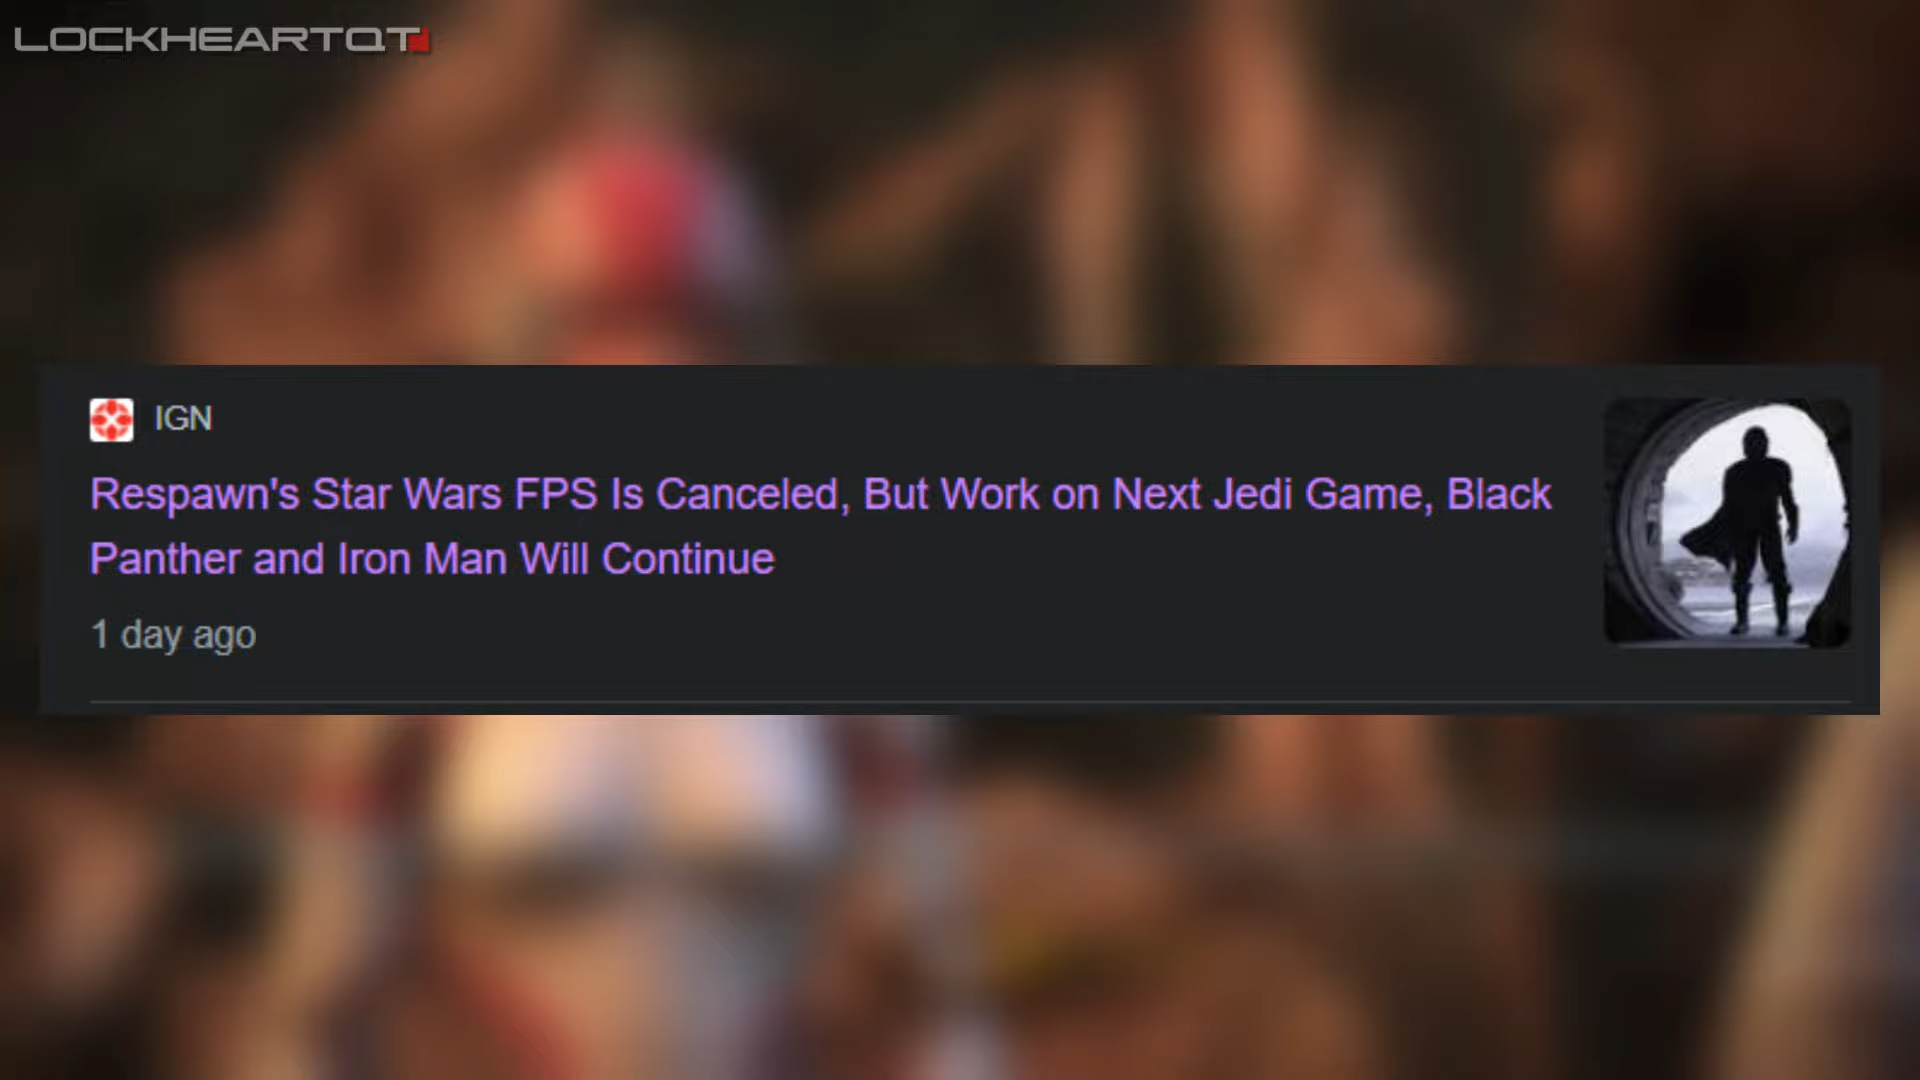 LOCKHEARTQT
IGN
Respawn's Star Wars FPS Is Canceled, But Work on Next Jedi Game, Black
Panther and Iron Man Will Continue
1 day ago